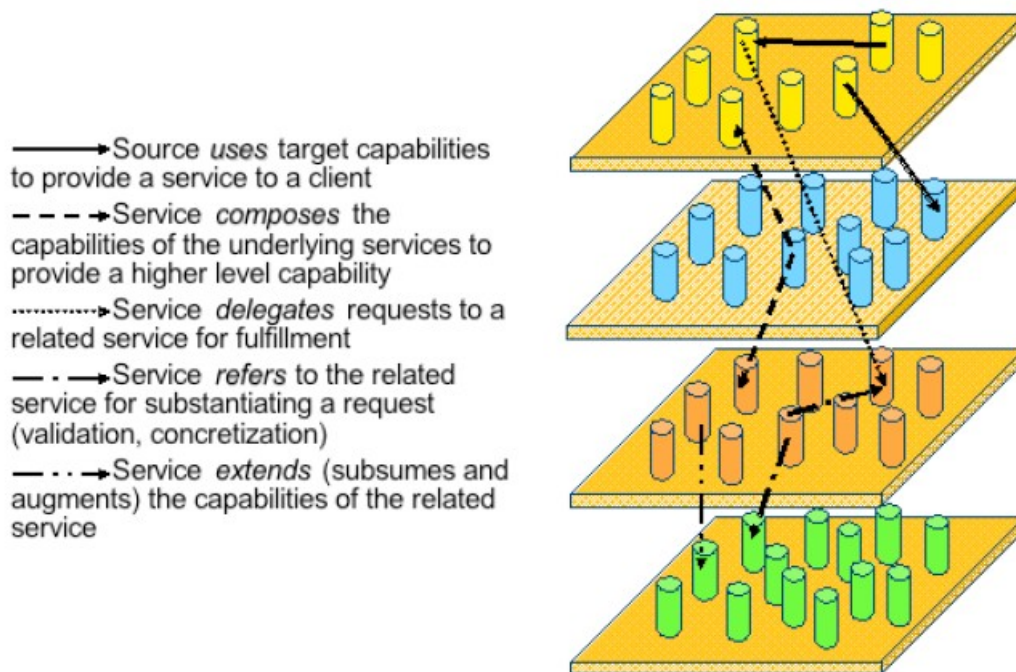 Source uses target capabilities
to provide a service to a client
Service composes the
capabilities of the underlying services to
provide a higher level capability
Service delegates requests to a
related service for fulfillment
Service refers to the related
service for substantiating a request
(validation, concretization)
Service extends (subsumes and
augments) the capabilities of the related
service